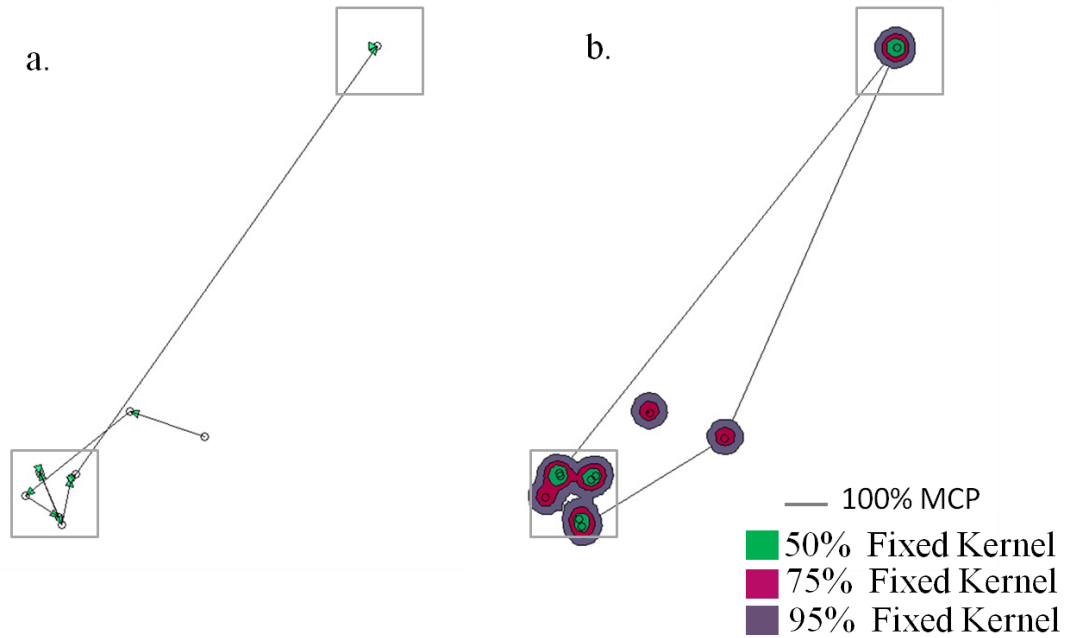 a.
b.
100% MCP
50% Fixed Kernel
75% Fixed Kernel
95% Fixed Kernel